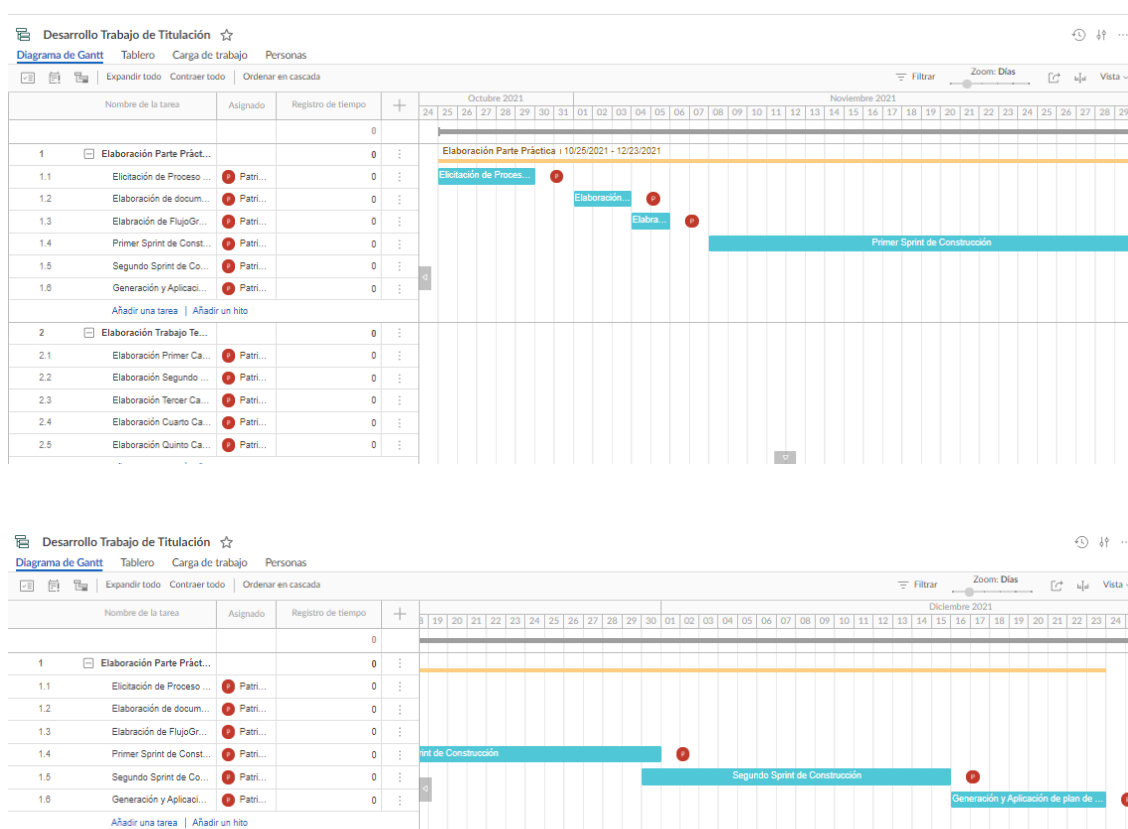 Desarrollo Trabajo de Titulación
Diagrama de Gantt Tablero Carga de trabajo Personas
Expandir todo Contraer todo | Ordenar en cascada Filtrar Zoom: Días Vista
Nombre de la tarea Asignado Registro de tiempo + Octubre 2021 Noviembre 2021
24 25 26 27 28 29 30 31 01 02 03 04 05 06 07 08 09 10 11 12 13 14 15 16 17 18 19 20 21 22 23 24 25 26 27 28 29
0
1 Elaboración Parte Práct... 0 Elaboración Parte Práctica 10/25/2021 - 12/23/2021
1.1 Elicitación de Proceso ... P Patri... 0 Elicitación de Proces... P
1.2 Elaboración de docum... P Patri... 0 Elaboración... P
1.3 Elabración de FlujoGr... P Patri... 0 Elabra... P
1.4 Primer Sprint de Const... P Patri... 0 Primer Sprint de Construcción
1.5 Segundo Sprint de Co... P Patri... 0
1.6 Generación y Aplicaci... P Patri... 0
Añadir una tarea | Añadir un hito
2 Elaboración Trabajo Te... 0
2.1 Elaboración Primer Ca... P Patri... 0
2.2 Elaboración Segundo ... P Patri... 0
2.3 Elaboración Tercer Ca... P Patri... 0
2.4 Elaboración Cuarto Ca... P Patri... 0
2.5 Elaboración Quinto Ca... P Patri... 0
Desarrollo Trabajo de Titulación
Diagrama de Gantt Tablero Carga de trabajo Personas
Expandir todo Contraer todo | Ordenar en cascada Filtrar Zoom: Días Vista
Nombre de la tarea Asignado Registro de tiempo + Diciembre 2021
19 20 21 22 23 24 25 26 27 28 29 30 01 02 03 04 05 06 07 08 09 10 11 12 13 14 15 16 17 18 19 20 21 22 23 24
0
1 Elaboración Parte Práct... 0
1.1 Elicitación de Proceso ... P Patri... 0
1.2 Elaboración de docum... P Patri... 0
1.3 Elabración de FlujoGr... P Patri... 0
1.4 Primer Sprint de Const... P Patri... 0 rint de Construcción P
1.5 Segundo Sprint de Co... P Patri... 0 Segundo Sprint de Construcción P
1.6 Generación y Aplicaci... P Patri... 0 Generación y Aplicación de plan de ... P
Añadir una tarea | Añadir un hito